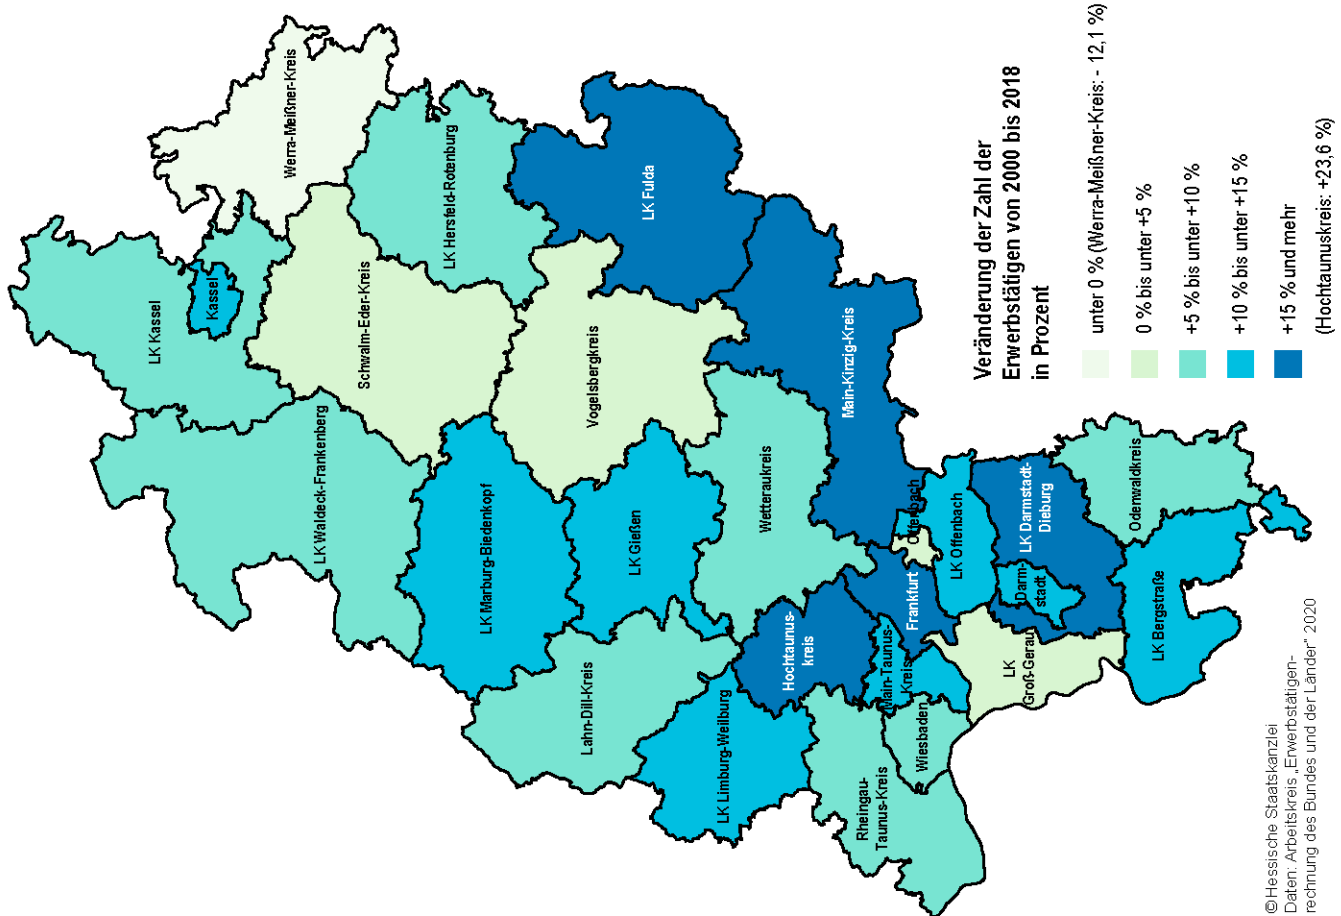 Werra-Meißner-Kreis
LK Kassel
Kassel
LK Hersfeld-Rotenburg
Schwalm-Eder-Kreis
LK Waldeck-Frankenberg
LK Fulda
Vogelsbergkreis
LK Marburg-Biedenkopf
LK Gießen
Lahn-Dill-Kreis
Main-Kinzig-Kreis
Wetteraukreis
Hochtaunus-
kreis
LK Limburg-Weilburg
Offenbach
Frankfurt
Main-Taunus-
Kreis
Wiesbaden
Rheingau-
Taunus-Kreis
LK Offenbach
LK
Groß-Gerau
LK Darmstadt-
Dieburg
Darm-
stadt
Odenwaldkreis
LK Bergstraße
Veränderung der Zahl der
Erwerbstätigen von 2000 bis 2018
in Prozent
unter 0 % (Werra-Meißner-Kreis: - 12,1 %)
0 % bis unter +5 %
+5 % bis unter +10 %
+10 % bis unter +15 %
+15 % und mehr
(Hochtaunuskreis: +23,6 %)
©Hessische Staatskanzlei
Daten: Arbeitskreis „Erwerbstätigen-
rechnung des Bundes und der Länder“ 2020